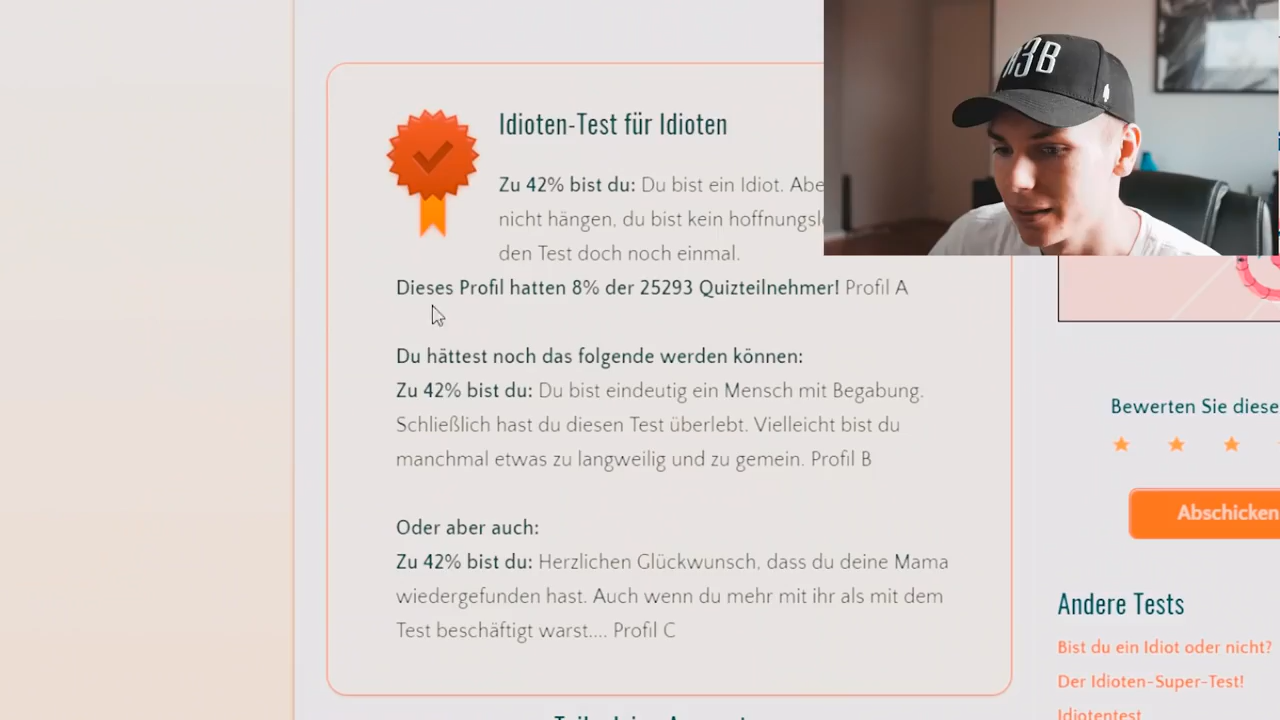 A3B
Idioten-Test für Idioten
Zu 42% bist du: Du bist ein Idiot. Abe
nicht hängen, du bist kein
den Test doch noch einmal.
Dieses Profil hatten 8% der 25293 Quizteilnehmer! Profil A
Du hättest noch das folgende werden können:
Zu 42% bist du: Du bist eindeutig ein Mensch mit Begabung.
Schließlich hast du diesen Test überlebt. Vielleicht bist du
manchmal etwas zu langweilig und zu gemein. Profil B
Oder aber auch:
Zu 42% bist du: Herzlichen Glückwunsch, dass du deine Mama
wiedergefunden hast. Auch wenn du mehr mit ihr als mit dem
Test beschäftigt warst.... Profil C
Bewerten Sie diese
Abschicken
Andere Tests
Bist du ein Idiot oder nicht?
Der Idioten-Super-Test!
Idiotentest